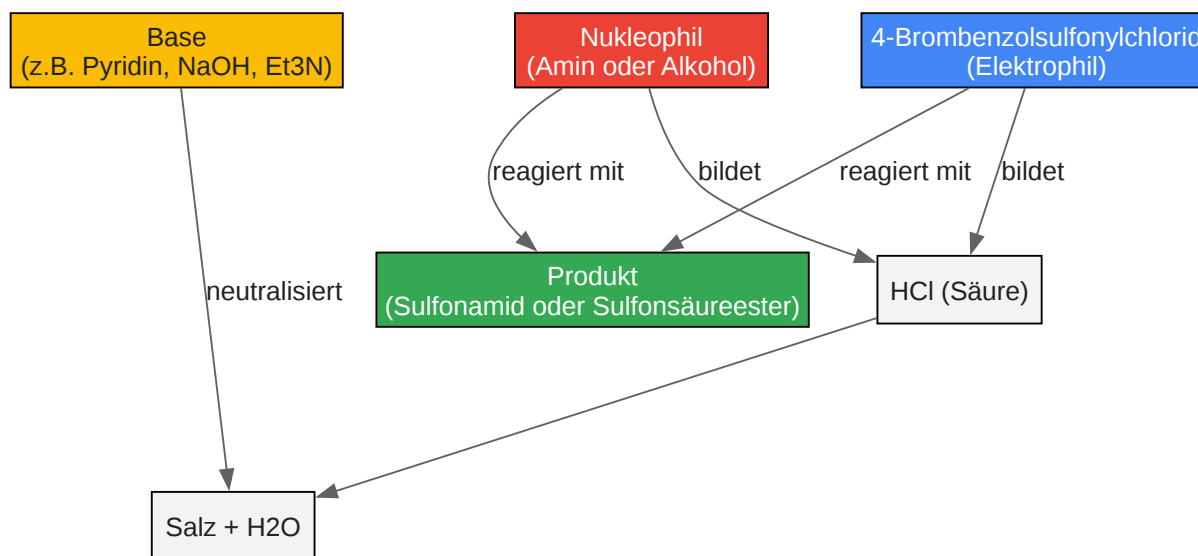 Base
(z.B. Pyridin, NaOH, Et3N)
Nukleophil
(Amin oder Alkohol)
4-Brombenzolsulfonylchlorid
(Elektrophil)
reagiert mit
bildet
reagiert mit
bildet
Produkt
(Sulfonamid oder Sulfonsäureester)
HCl (Säure)
neutralisiert
Salz + H2O